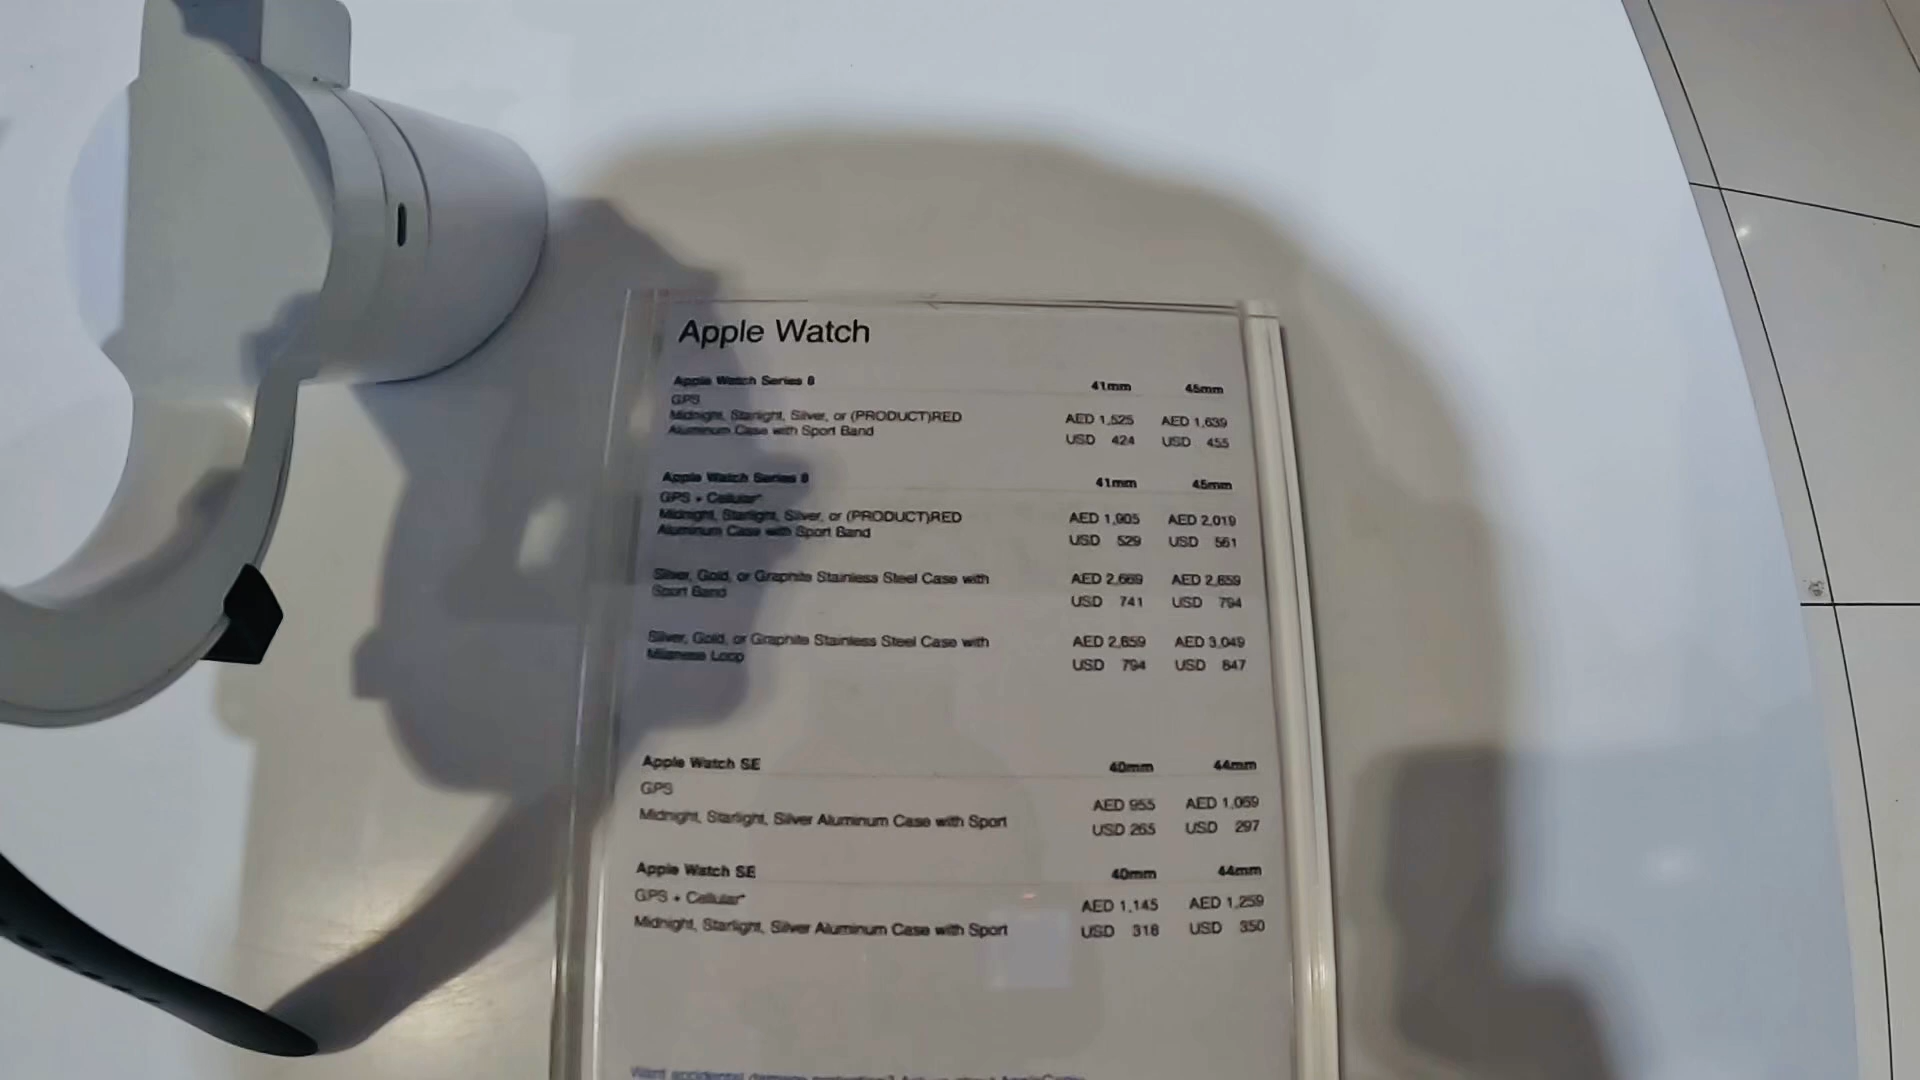 Apple Watch
Apple Watch Series 8 41mm 45mm
GPS
Midnight, Starlight, Silver, or (PRODUCT)RED AED 1,525 AED 1,639
Aluminum Case with Sport Band USD 424 USD 455
Apple Watch Series 8 41mm 45mm
GPS + Cellular*
Midnight, Starlight, Silver, or (PRODUCT)RED AED 1,905 AED 2,019
Aluminum Case with Sport Band USD 529 USD 561
Silver, Gold, or Graphite Stainless Steel Case with AED 2,669 AED 2,859
Sport Band USD 741 USD 794
Silver, Gold, or Graphite Stainless Steel Case with AED 2,859 AED 3,049
Milanese Loop USD 794 USD 847
Apple Watch SE 40mm 44mm
GPS AED 955 AED 1,069
Midnight, Starlight, Silver Aluminum Case with Sport USD 265 USD 297
Apple Watch SE 40mm 44mm
GPS + Cellular* AED 1,145 AED 1,259
Midnight, Starlight, Silver Aluminum Case with Sport USD 318 USD 350
Want accidental damage protection?